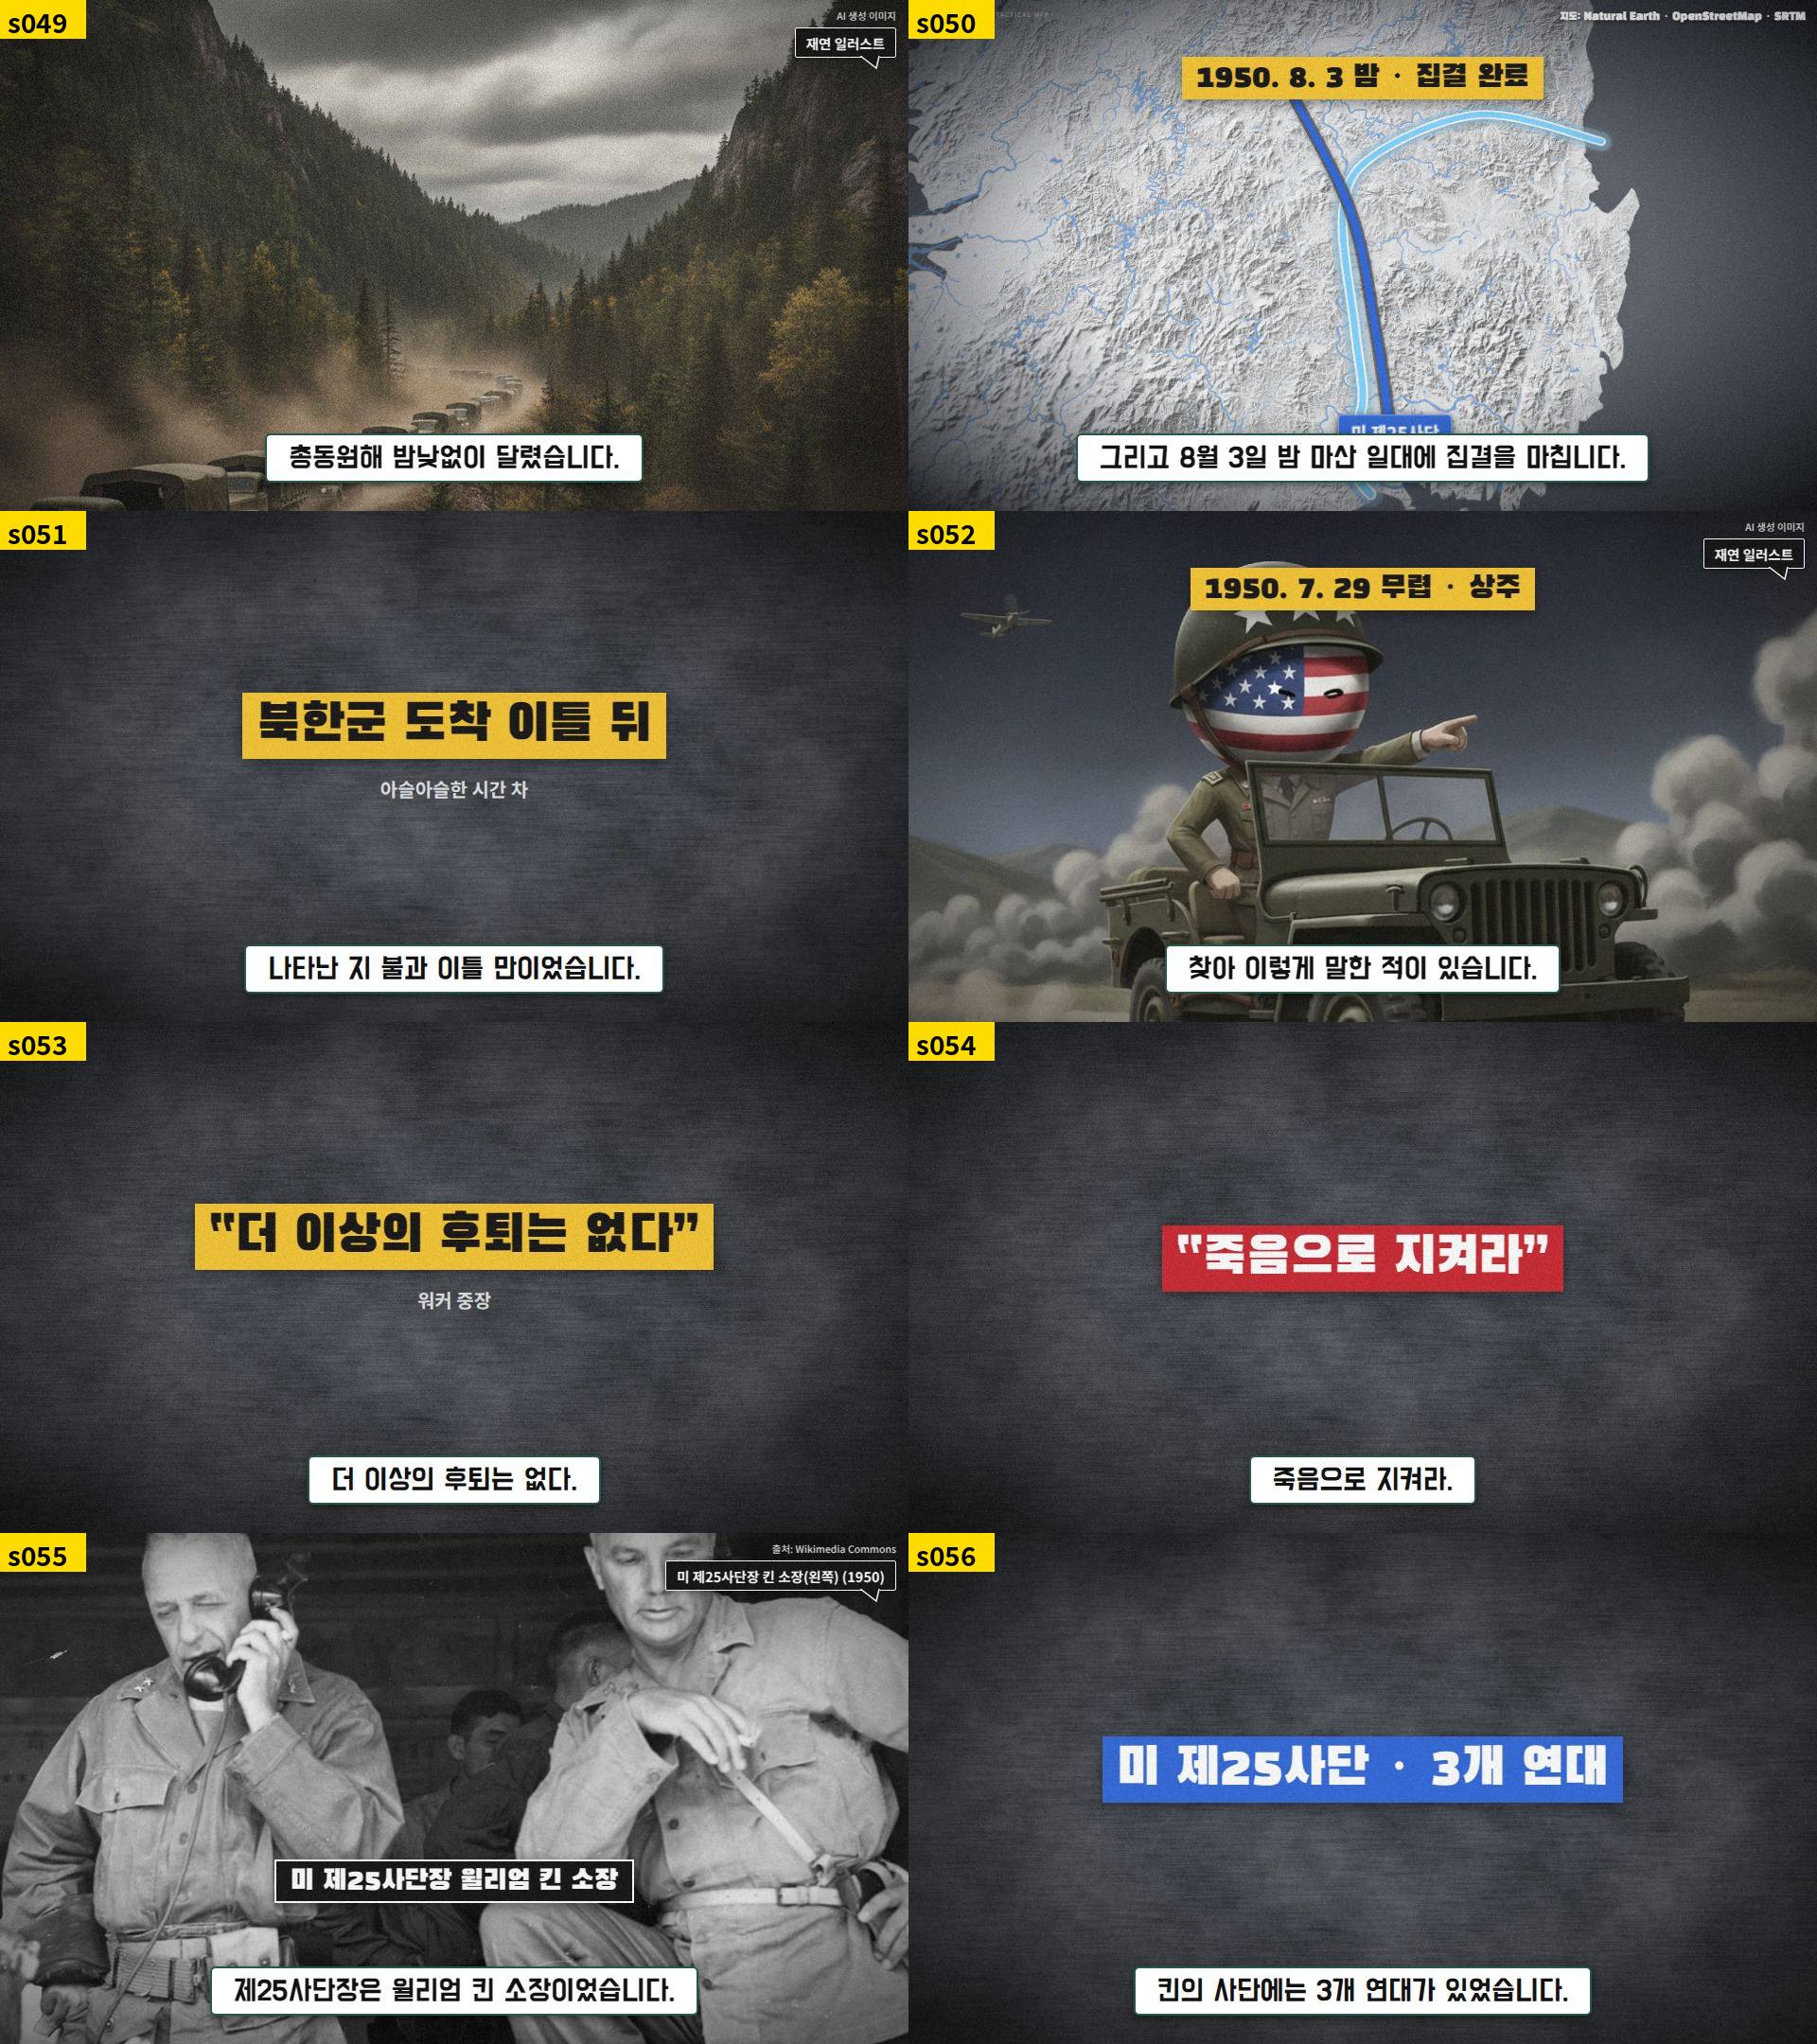 s049
AI 생성 이미지
재연 일러스트
총동원해 밤낮없이 달렸습니다.
s050
지도: Natural Earth · OpenStreetMap · SRTM
1950. 8. 3 밤 · 집결 완료
미 제25사단
그리고 8월 3일 밤 마산 일대에 집결을 마칩니다.
s051
북한군 도착 이틀 뒤
아슬아슬한 시간 차
나타난 지 불과 이틀 만이었습니다.
s052
AI 생성 이미지
재연 일러스트
1950. 7. 29 무렵 · 상주
찾아 이렇게 말한 적이 있습니다.
s053
“더 이상의 후퇴는 없다”
워커 중장
더 이상의 후퇴는 없다.
s054
“죽음으로 지켜라”
죽음으로 지켜라.
s055
출처: Wikimedia Commons
미 제25사단장 킨 소장(왼쪽) (1950)
미 제25사단장 윌리엄 킨 소장
제25사단장은 윌리엄 킨 소장이었습니다.
s056
미 제25사단 · 3개 연대
킨의 사단에는 3개 연대가 있었습니다.